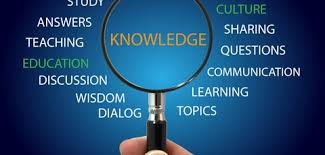 STUDY
CULTURE
ANSWERS
SHARING
TEACHING
KNOWLEDGE
QUESTIONS
EDUCATION
COMMUNICATION
DISCUSSION
LEARNING
WISDOM
TOPICS
DIALOG